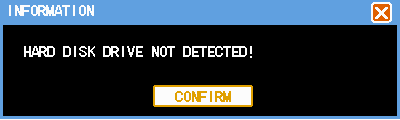 INFORMATION
HARD DISK DRIVE NOT DETECTED!
CONFIRM